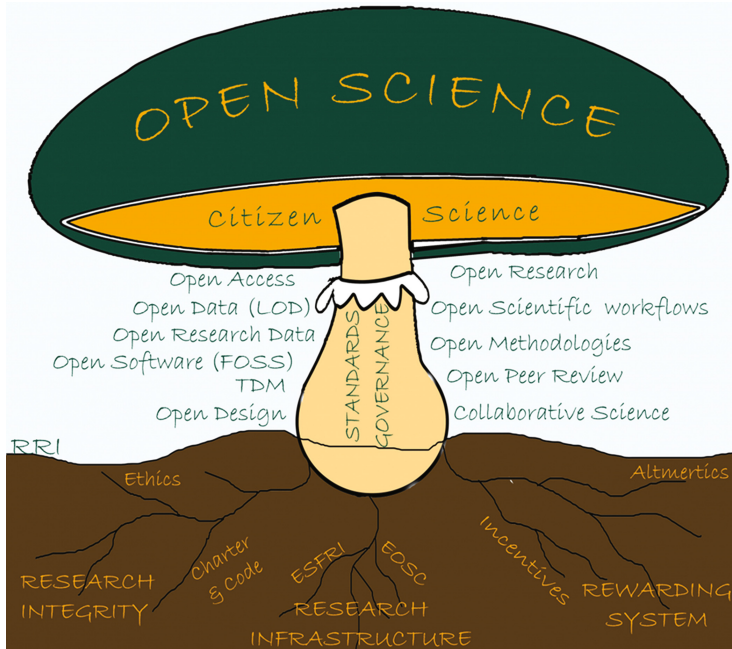 OPEN SCIENCE
Citizen Science
Open Access
Open Data (LOD)
Open Research Data
Open Software (FOSS)
TDM
Open Design
STANDARDS
GOVERNANCE
Open Research
Open Scientific workflows
Open Methodologies
Open Peer Review
Collaborative Science
RRI
Ethics
Charter
& Code
RESEARCH
INTEGRITY
ESFRI
EOSC
RESEARCH
INFRASTRUCTURE
Incentives
Altmertics
REWARDING
SYSTEM